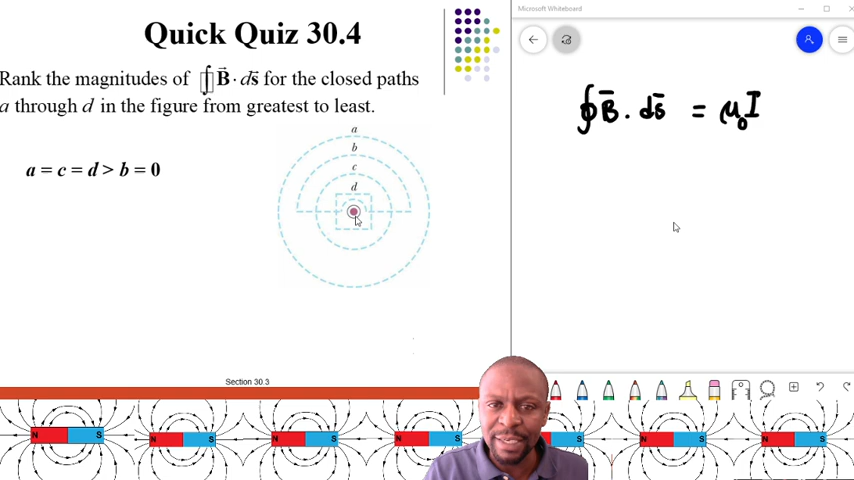 Quick Quiz 30.4
Rank the magnitudes of ∮B⃗ · ds⃗ for the closed paths
a through d in the figure from greatest to least.
a = c = d > b = 0
a
b
c
d
Section 30.3
Microsoft Whiteboard
∮B̄ . ds̄ = μ₀I
N S
N S
N S
N S
S
N S
N S